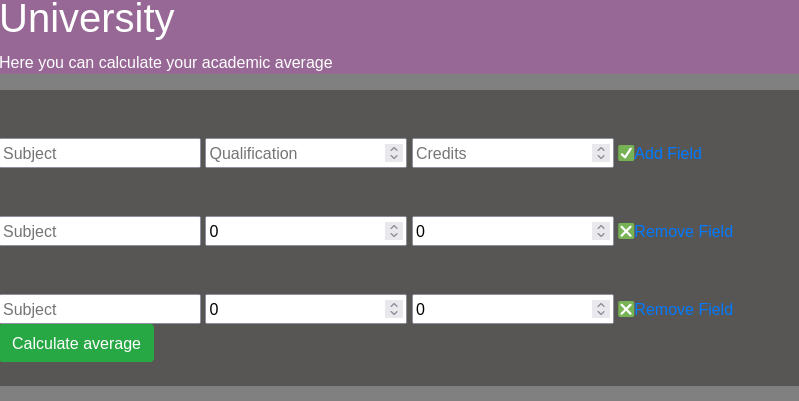 University
Here you can calculate your academic average
Subject Qualification Credits ✅Add Field
Subject 0 0 ❎Remove Field
Subject 0 0 ❎Remove Field
Calculate average